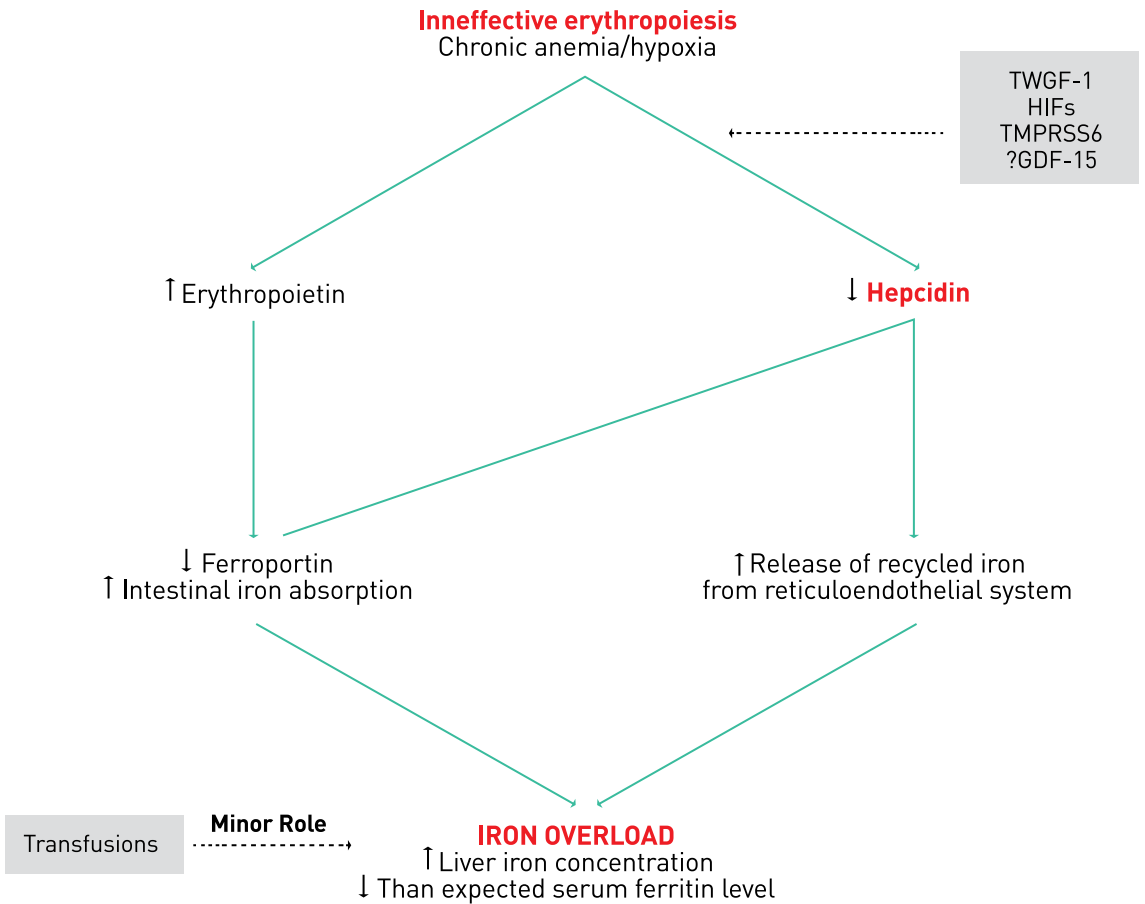 Inneffective erythropoiesis
Chronic anemia/hypoxia
TWGF-1
HIFs
TMPRSS6
?GDF-15
↑ Erythropoietin
↓ Hepcidin
↓ Ferroportin
↑ Intestinal iron absorption
↑ Release of recycled iron
from reticuloendothelial system
Transfusions
Minor Role
IRON OVERLOAD
↑ Liver iron concentration
↓ Than expected serum ferritin level